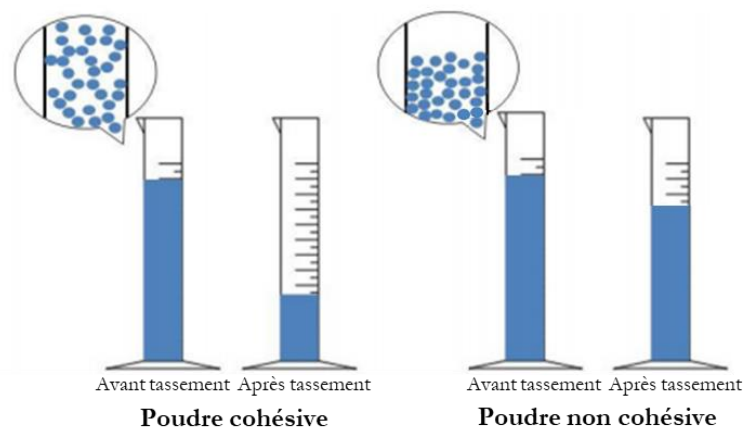 Avant tassement Après tassement
Poudre cohésive
Avant tassement Après tassement
Poudre non cohésive